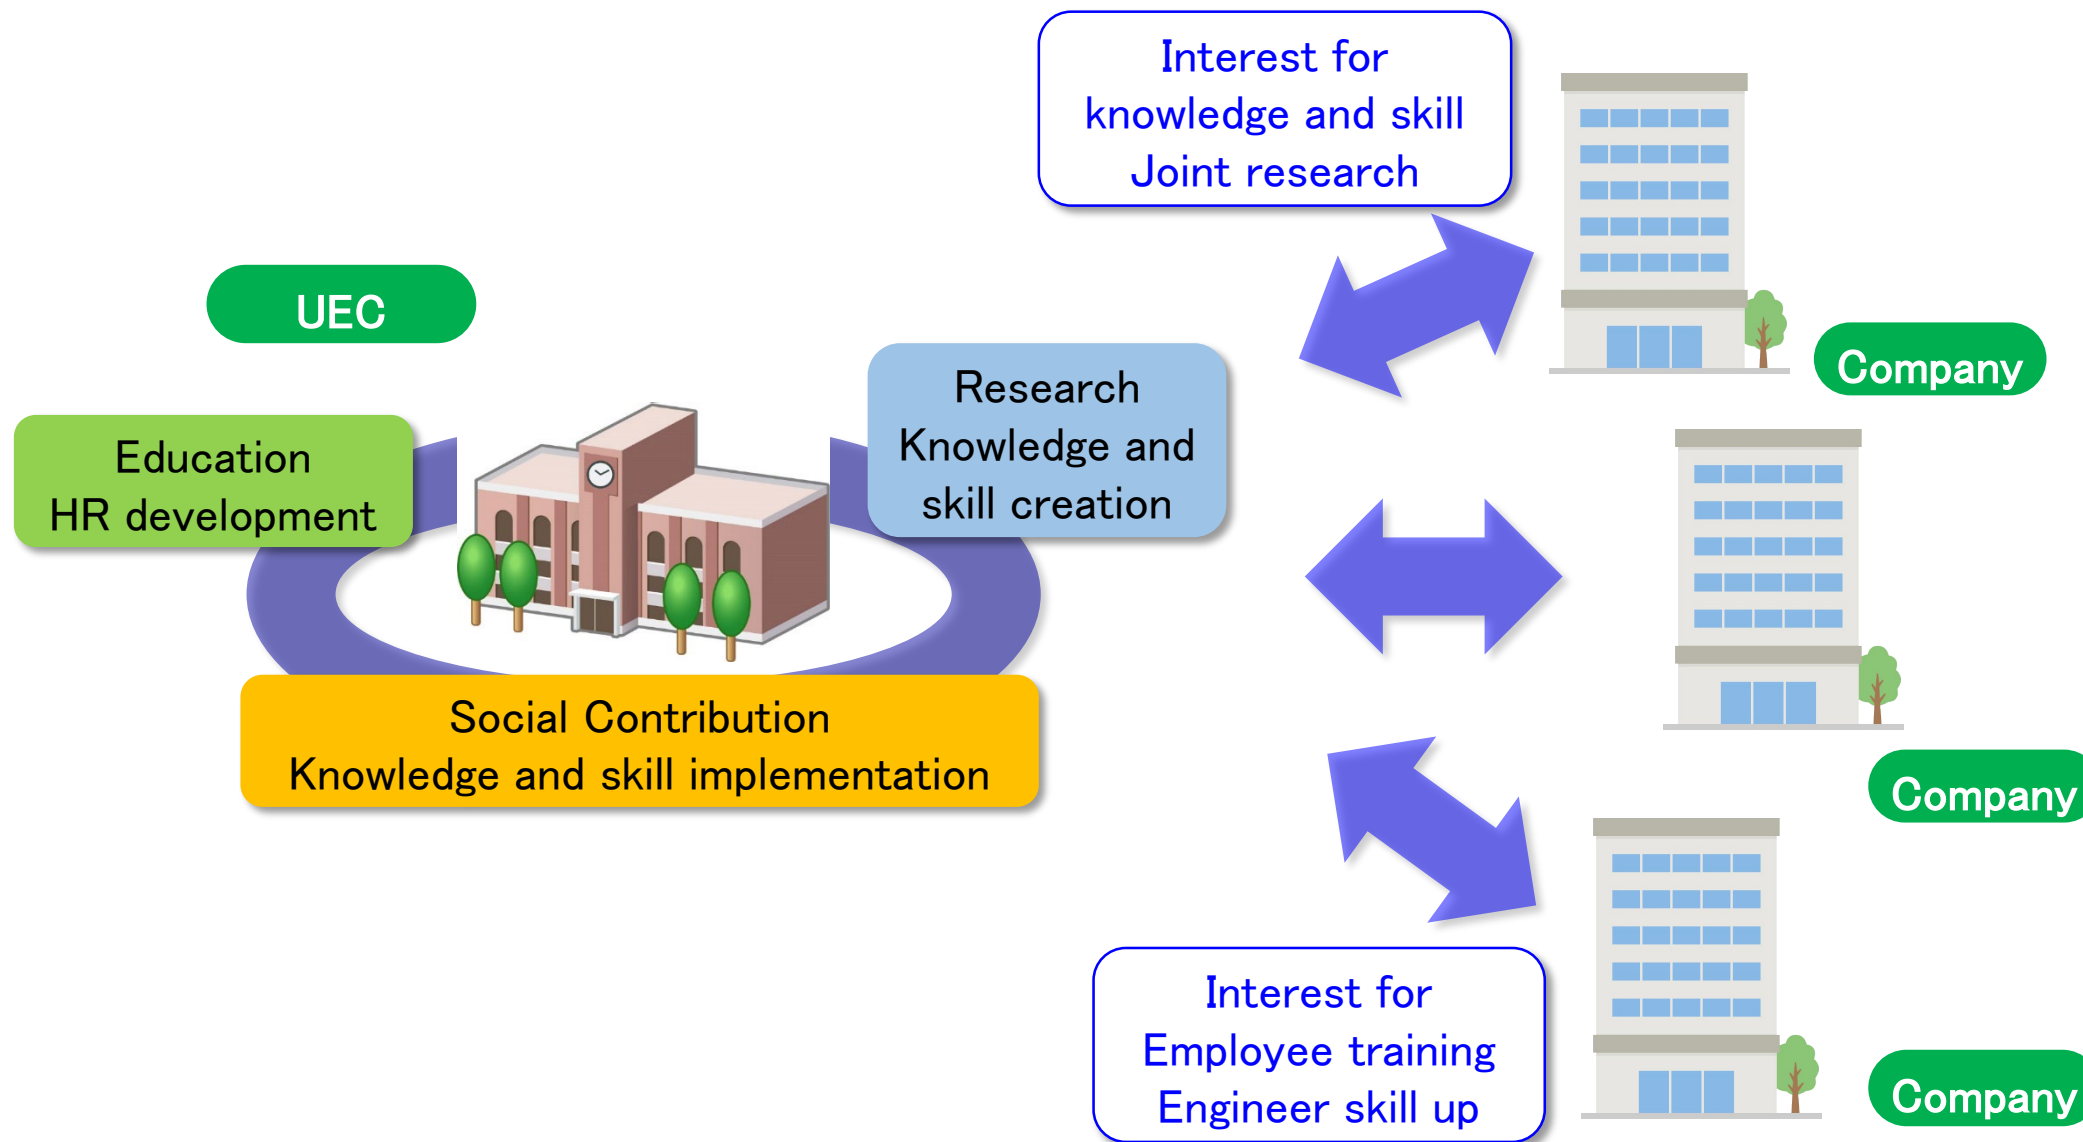 Interest for
knowledge and skill
Joint research
UEC
Company
Research
Knowledge and
skill creation
Education
HR development
Social Contribution
Knowledge and skill implementation
Company
Interest for
Employee training
Engineer skill up
Company